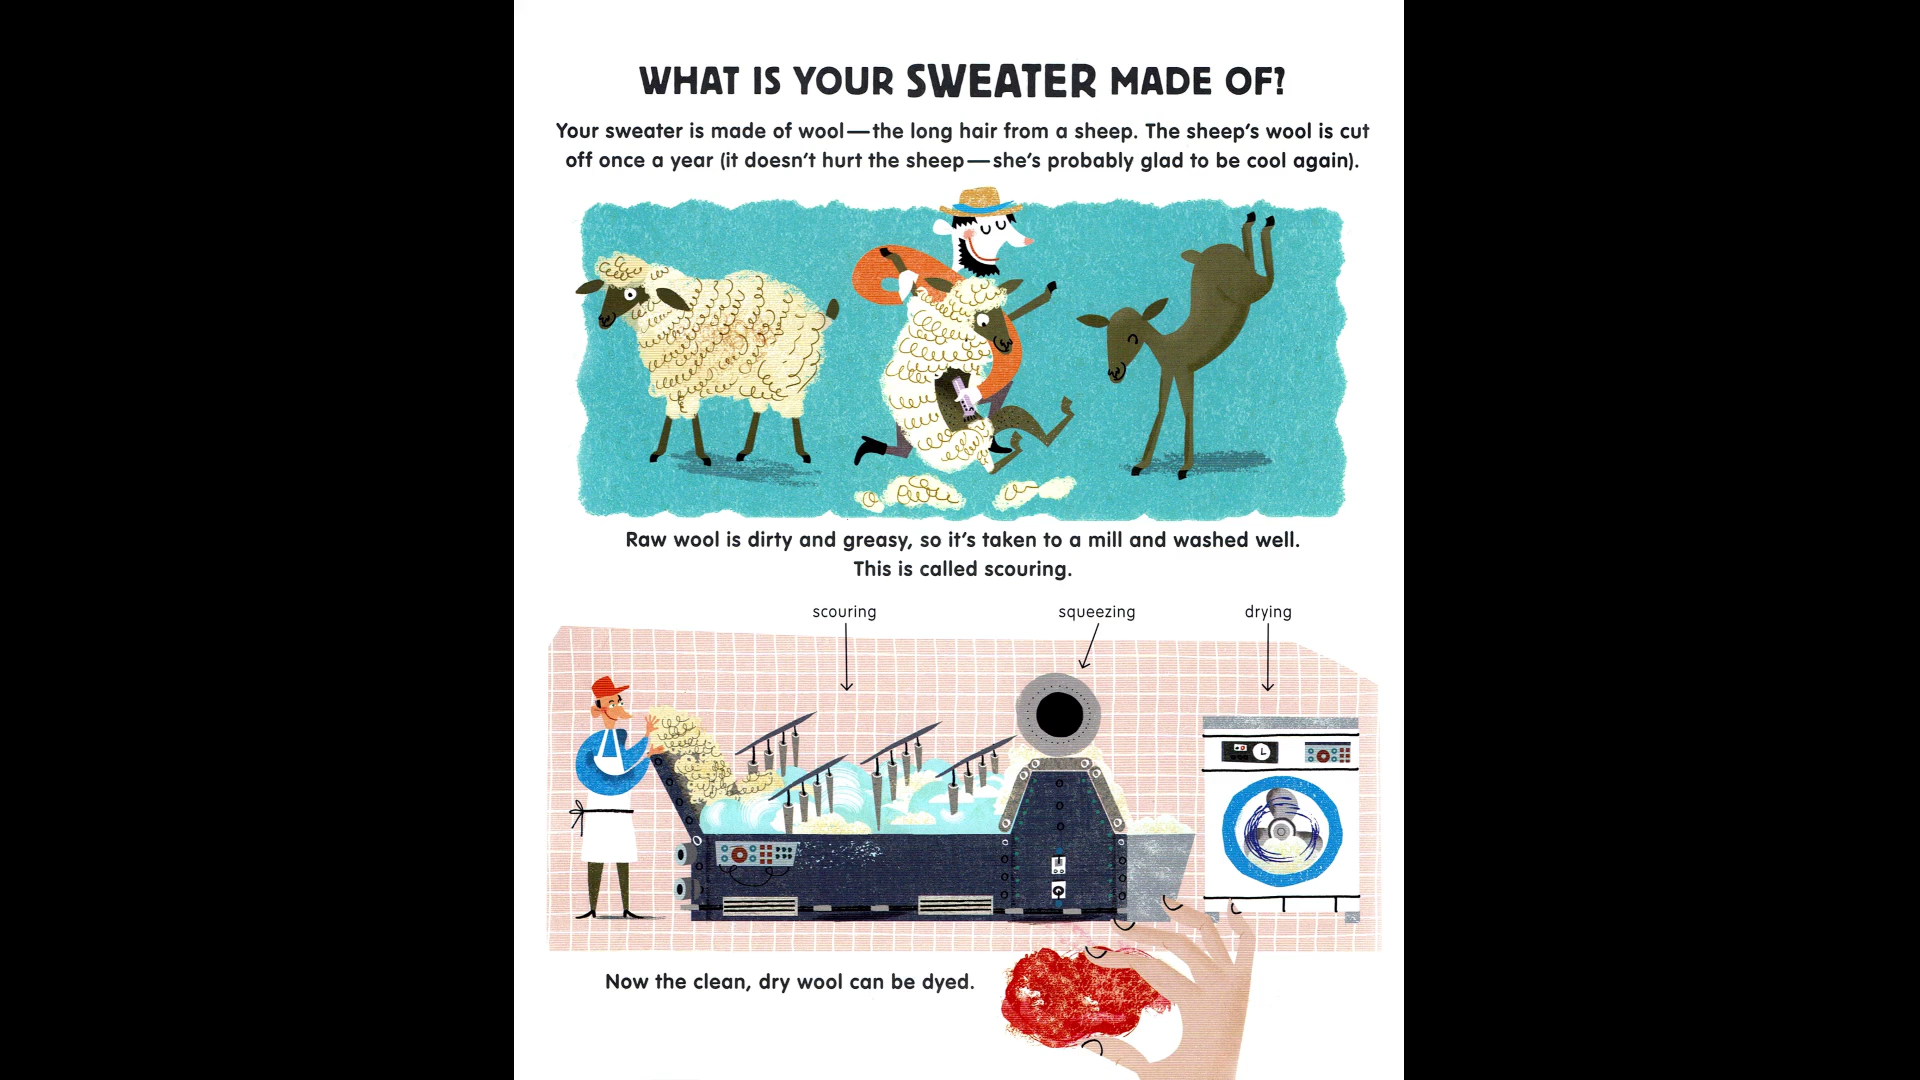 WHAT IS YOUR SWEATER MADE OF?
Your sweater is made of wool—the long hair from a sheep. The sheep's wool is cut
off once a year (it doesn't hurt the sheep—she's probably glad to be cool again).
Raw wool is dirty and greasy, so it's taken to a mill and washed well.
This is called scouring.
scouring
squeezing
drying
Now the clean, dry wool can be dyed.